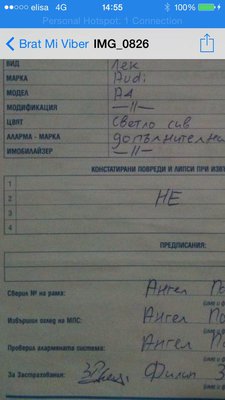 elisa 4G 14:55 100%
Personal Hotspot: 1 Connection
Brat Mi Viber IMG_0826
ВИД Лек
МАРКА Audi
МОДЕЛ A4
МОДИФИКАЦИЯ —//—
ЦВЯТ светло сив
АЛАРМА - МАРКА допълнителна
ИМОБИЛАЙЗЕР —//—
КОНСТАТИРАНИ ПОВРЕДИ И ЛИПСИ ПРИ ИЗВЪ
1
2 НЕ
3
4
ПРЕДПИСАНИЯ:
Сверил № на рама: Ангел
Извършил оглед на МПС: Ангел
Проверил алармената система: Ангел
За Застрахования: Филип